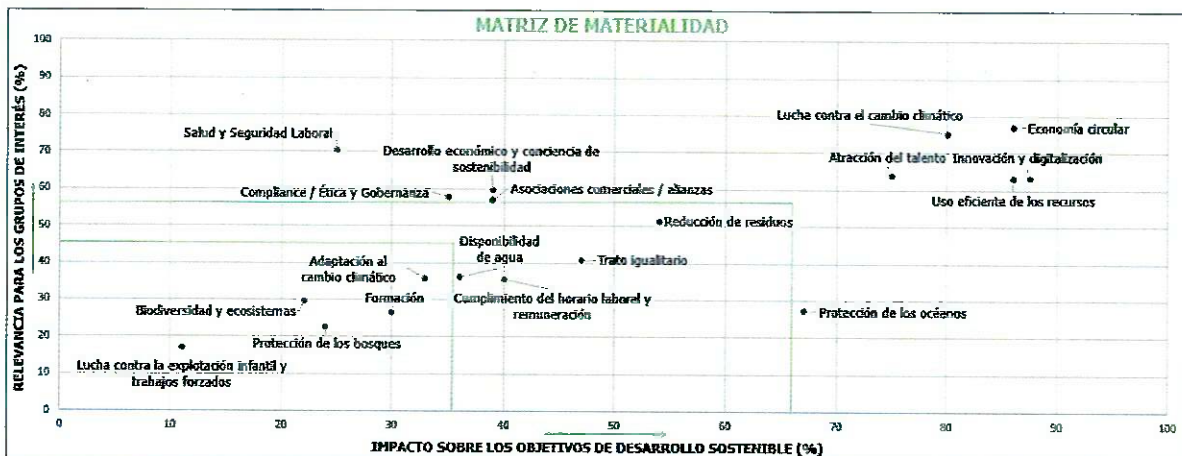 MATRIZ DE MATERIALIDAD
RELEVANCIA PARA LOS GRUPOS DE INTERÉS (%)
100
90
80
70
60
50
40
30
20
10
0
Lucha contra el cambio climático
Economía circular
Salud y Seguridad Laboral
Desarrollo económico y conciencia de
sostenibilidad
Atracción del talento
Innovación y digitalización
Compliance / Ética y Gobernanza
Asociaciones comerciales / alianzas
Uso eficiente de los recursos
Reducción de residuos
Disponibilidad
de agua
Adaptación al
cambio climático
Trato igualitario
Formación
Cumplimiento del horario laboral y
remuneración
Biodiversidad y ecosistemas
Protección de los océanos
Protección de los bosques
Lucha contra la explotación infantil y
trabajos forzados
0 10 20 30 40 50 60 70 80 90 100
IMPACTO SOBRE LOS OBJETIVOS DE DESARROLLO SOSTENIBLE (%)